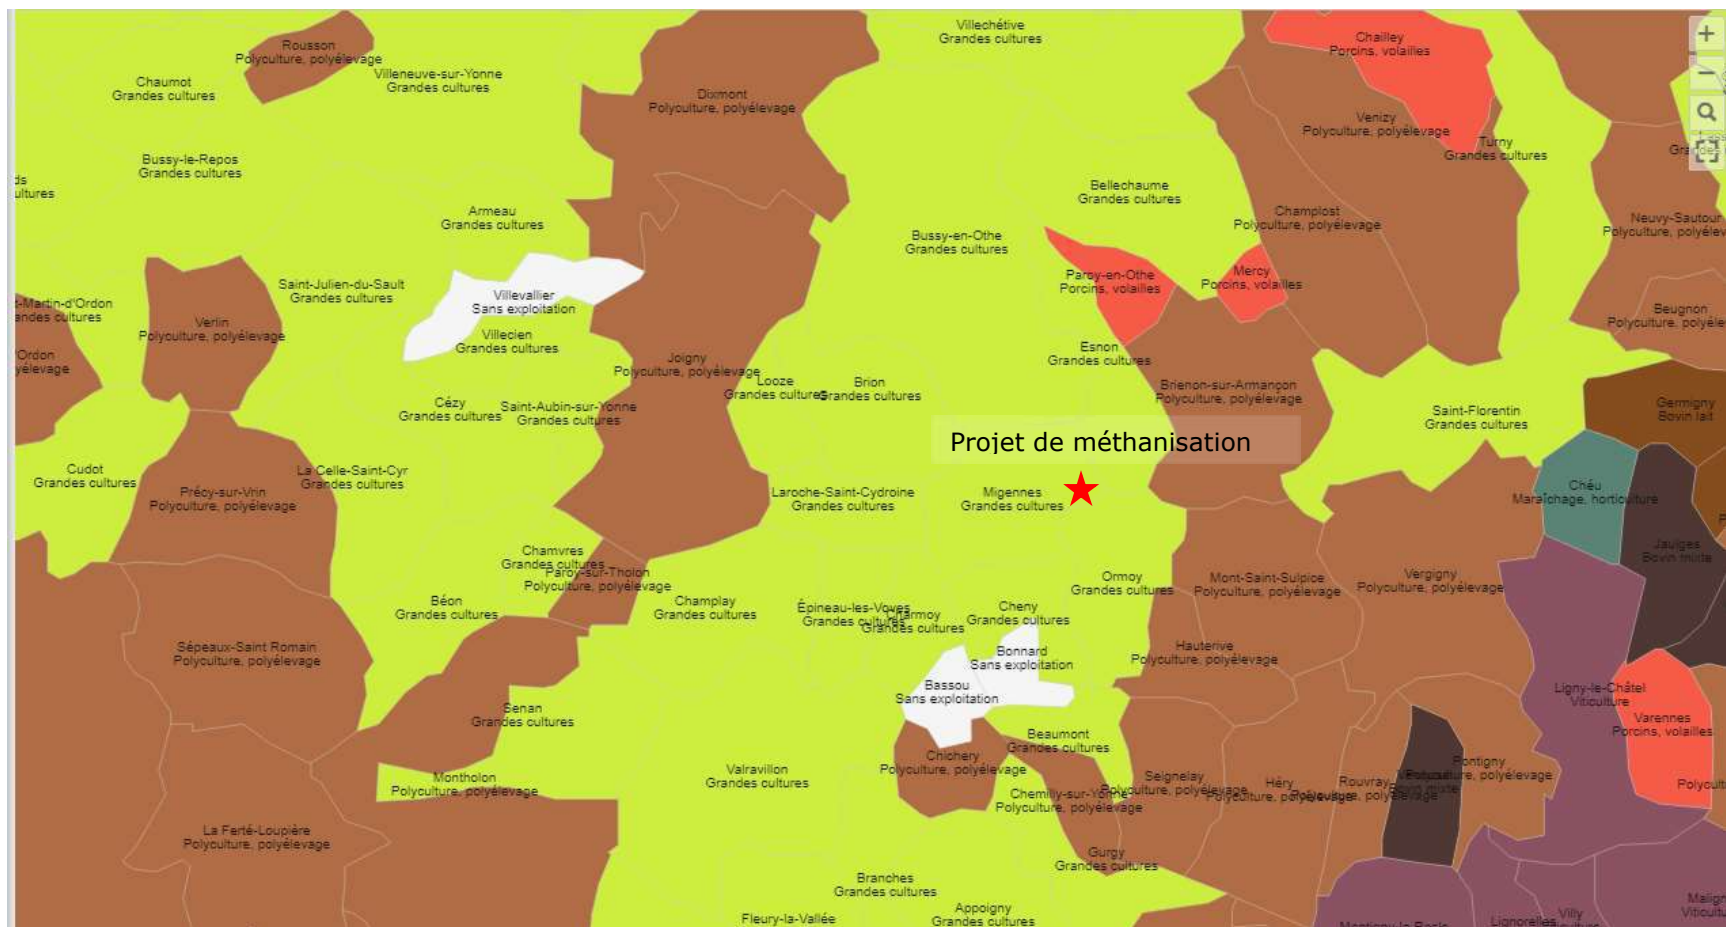 Villechétive
Grandes cultures
Rousson
Polyculture, polyélevage
Chailley
Porcins, volailles
Chaumot
Grandes cultures
Villeneuve-sur-Yonne
Grandes cultures
Dixmont
Polyculture, polyélevage
Venizy
Polyculture, polyélevage
Turny
Grandes cultures
Bussy-le-Repos
Grandes cultures
Bellechaume
Grandes cultures
Armeau
Grandes cultures
Champlost
Polyculture, polyélevage
Neuvy-Sautour
Bussy-en-Othe
Grandes cultures
Paroy-en-Othe
Porcins, volailles
Mercy
Porcins, volailles
Saint-Julien-du-Sault
Grandes cultures
Villevallier
Sans exploitation
t-Martin-d'Ordon
andes cultures
Verlin
Polyculture, polyélevage
Villecien
Grandes cultures
Beugnon
'Ordon
yélevage
Joigny
Polyculture, polyélevage
Esnon
Grandes cultures
Looze
Grandes cultures
Brion
Grandes cultures
Brienon-sur-Armançon
Polyculture, polyélevage
Cézy
Grandes cultures
Saint-Aubin-sur-Yonne
Grandes cultures
Saint-Florentin
Grandes cultures
Germigny
Bovin lait
Projet de méthanisation
Cudot
Grandes cultures
La Celle-Saint-Cyr
Grandes cultures
Précy-sur-Vrin
Polyculture, polyélevage
Laroche-Saint-Cydroine
Grandes cultures
Migennes
Grandes cultures
Chéu
Maraîchage, horticulture
Jaulges
Bovin mixte
Chamvres
Grandes cultures
Paroy-sur-Tholon
Polyculture, polyélevage
Ormoy
Grandes cultures
Mont-Saint-Sulpice
Polyculture, polyélevage
Vergigny
Polyculture, polyélevage
Béon
Grandes cultures
Champlay
Grandes cultures
Épineau-les-Voves
Grandes cultures
Charmoy
Grandes cultures
Cheny
Grandes cultures
Sépeaux-Saint Romain
Polyculture, polyélevage
Hauterive
Polyculture, polyélevage
Bonnard
Sans exploitation
Bassou
Sans exploitation
Ligny-le-Châtel
Viticulture
Senan
Grandes cultures
Varennes
Porcins, volailles
Beaumont
Grandes cultures
Chichery
Polyculture, polyélevage
Valravillon
Grandes cultures
Montholon
Polyculture, polyélevage
Seignelay
Polyculture, polyélevage
Héry
Rouvray
Pontigny
Chemilly-sur-Yonne
Polyculture, polyélevage
La Ferté-Loupière
Polyculture, polyélevage
Gurgy
Grandes cultures
Branches
Grandes cultures
Appoigny
Grandes cultures
Fleury-la-Vallée
Lignorelles
Villy